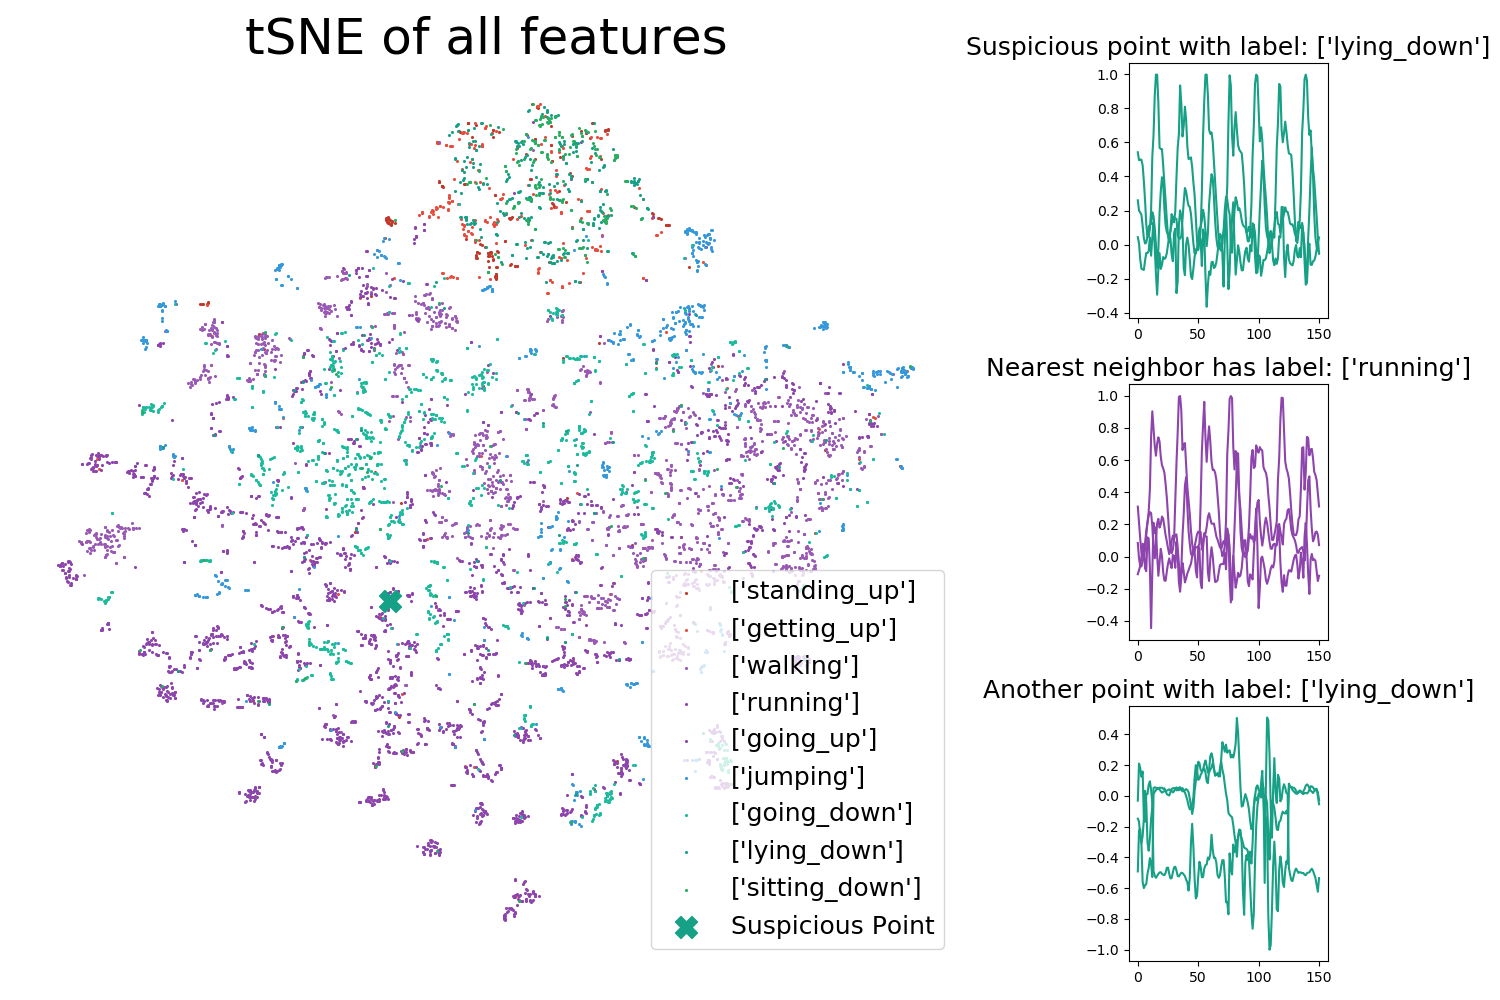 tSNE of all features
['standing_up']
['getting_up']
['walking']
['running']
['going_up']
['jumping']
['going_down']
['lying_down']
['sitting_down']
Suspicious Point
Suspicious point with label: ['lying_down']
1.0
0.8
0.6
0.4
0.2
0.0
−0.2
−0.4
0 50 100 150
Nearest neighbor has label: ['running']
1.0
0.8
0.6
0.4
0.2
0.0
−0.2
−0.4
0 50 100 150
Another point with label: ['lying_down']
0.4
0.2
0.0
−0.2
−0.4
−0.6
−0.8
−1.0
0 50 100 150